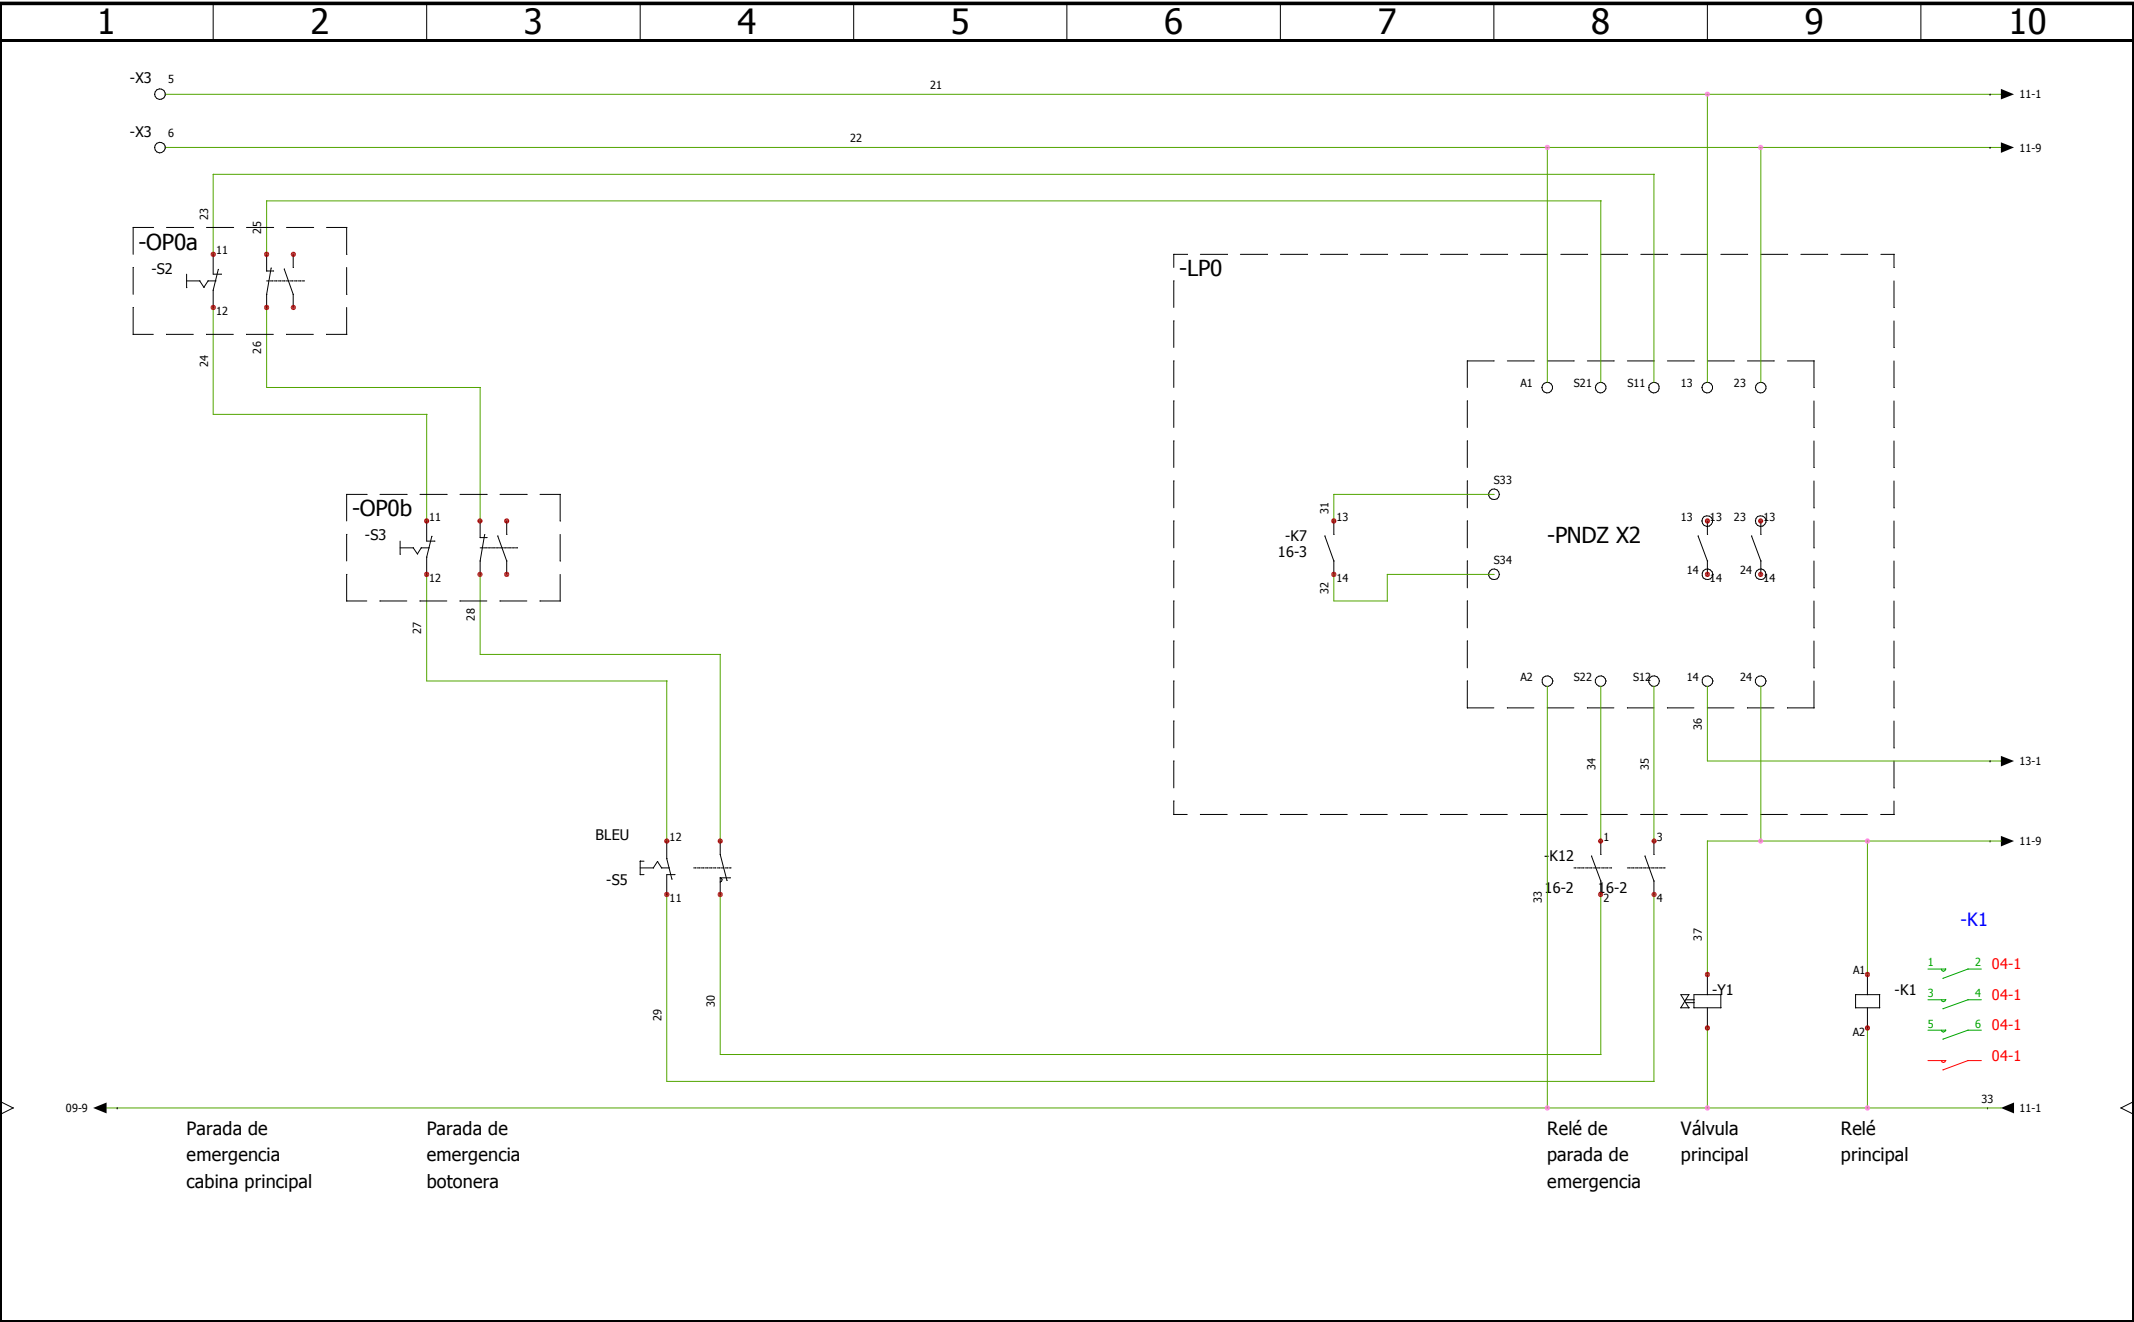 1 2 3 4 5 6 7 8 9 10
-X3 5
21
11-1
-X3 6
22
11-9
23
25
-OP0a
-S2
11
12
24
26
-LP0
A1 S21 S11 13 23
-OP0b
-S3
11
12
27
28
S33
31
13
-K7
16-3
14
32
S34
-PNDZ X2
13 13 23 13
14 14 24 14
A2 S22 S12 14 24
36
34
35
13-1
BLEU
12
-S5
11
29
30
1
3
-K12
16-2
16-2
33
2
4
11-9
37
-Y1
A1
-K1
A2
-K1
1 2 04-1
3 4 04-1
5 6 04-1
04-1
09-9
33
11-1
Parada de
emergencia
cabina principal
Parada de
emergencia
botonera
Relé de
parada de
emergencia
Válvula
principal
Relé
principal